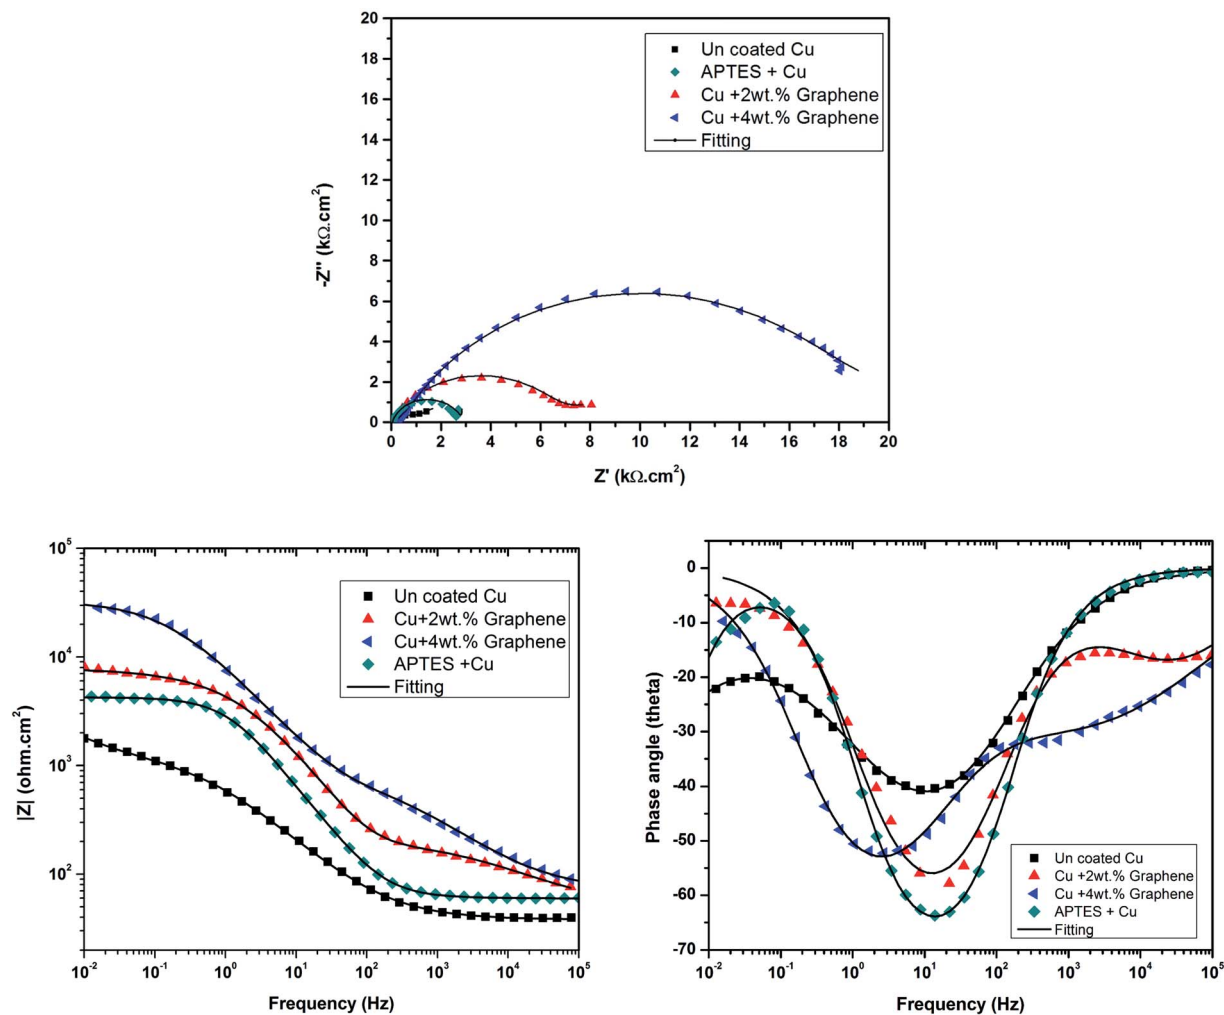 20
18
16
14
12
10
8
6
4
2
0
-Z'' (kΩ.cm²)
Un coated Cu
APTES + Cu
Cu +2wt.% Graphene
Cu +4wt.% Graphene
Fitting
0 2 4 6 8 10 12 14 16 18 20
Z' (kΩ.cm²)
10⁵
10⁴
10³
10²
|Z| (ohm.cm²)
Un coated Cu
Cu+2wt.% Graphene
Cu+4wt.% Graphene
APTES +Cu
Fitting
10⁻² 10⁻¹ 10⁰ 10¹ 10² 10³ 10⁴ 10⁵
Frequency (Hz)
0
-10
-20
-30
-40
-50
-60
-70
Phase angle (theta)
Un coated Cu
Cu +2wt.% Graphene
Cu +4wt.% Graphene
APTES + Cu
Fitting
10⁻² 10⁻¹ 10⁰ 10¹ 10² 10³ 10⁴ 10⁵
Frequency (Hz)